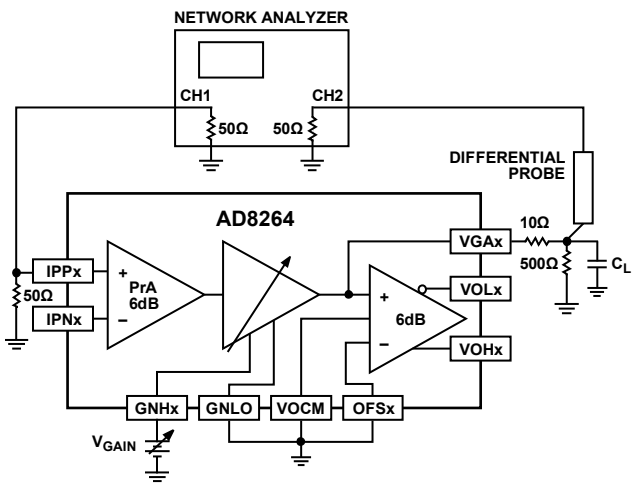 NETWORK ANALYZER
CH1
CH2
50Ω
50Ω
DIFFERENTIAL
PROBE
AD8264
10Ω
VGAx
IPPx
+
PrA
6dB
–
50Ω
IPNx
+
6dB
–
500Ω
CL
VOLx
VOHx
GNHx
GNLO
VOCM
OFSx
VGAIN